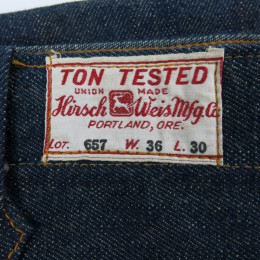 TON TESTED
UNION MADE
Hirsch Weis Mfg. Co.
PORTLAND, ORE.
LOT. 657 W. 36 L. 30